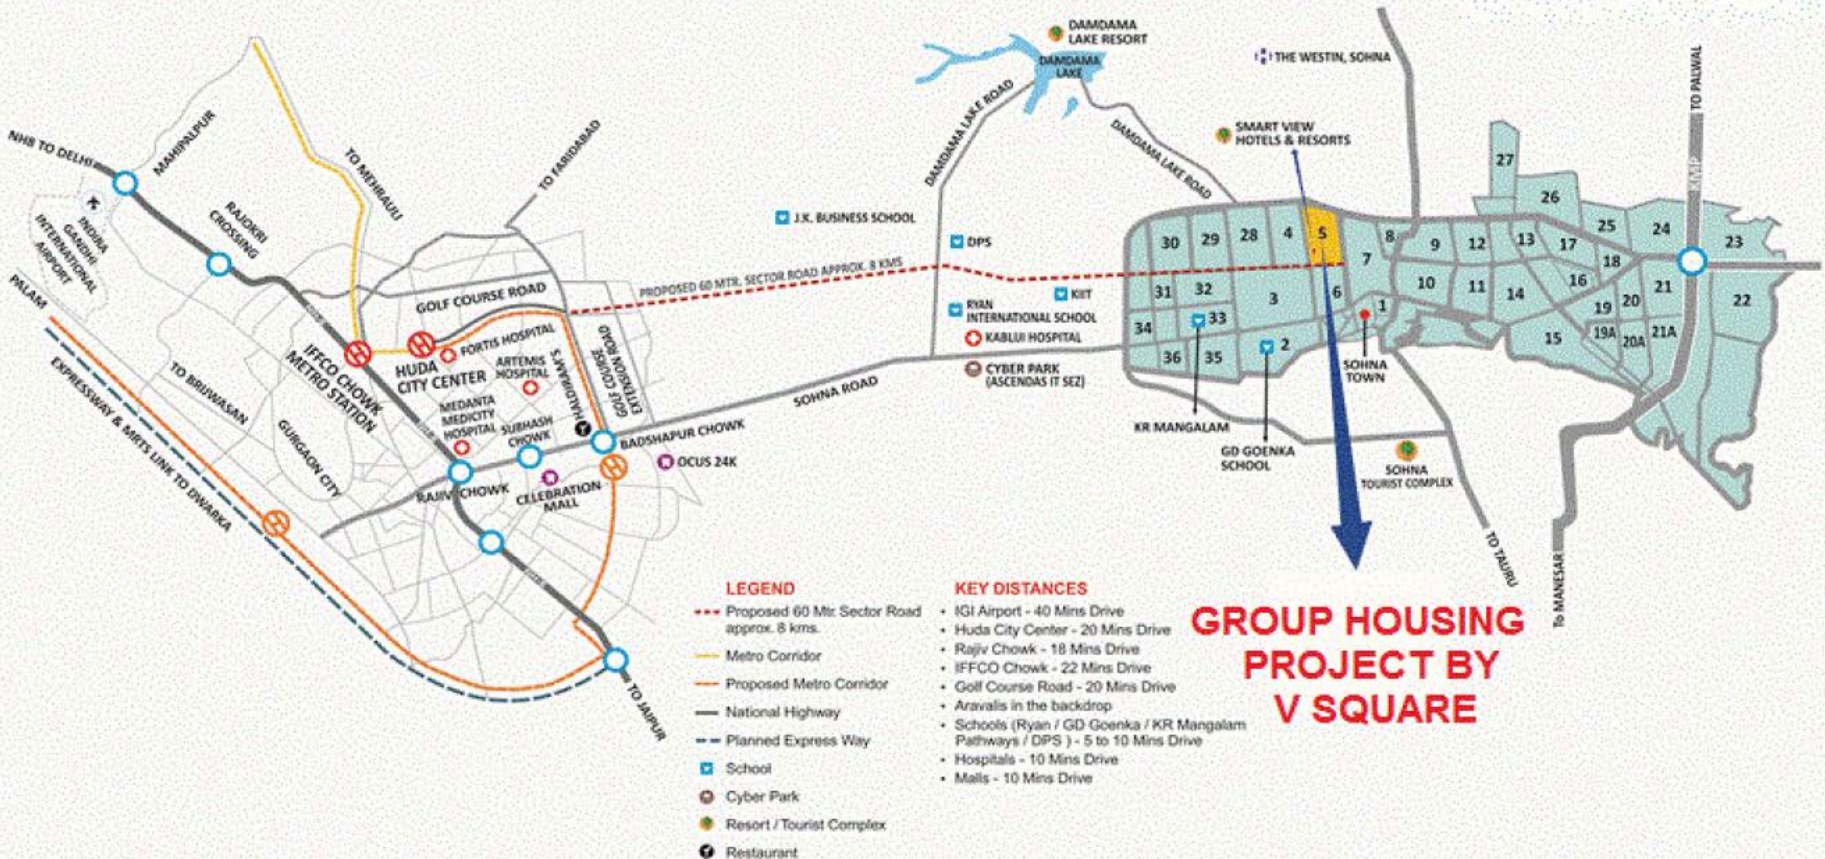 DAMDAMA
LAKE RESORT
DAMDAMA
LAKE
THE WESTIN, SOHNA
TO PALWAL
KMP
DAMDAMA LAKE ROAD
DAMDAMA LAKE ROAD
SMART VIEW
HOTELS & RESORTS
NH8 TO DELHI
MAHIPALPUR
TO MEHRAULI
TO FARIDABAD
RAJOKRI
CROSSING
INDIRA
GANDHI
INTERNATIONAL
AIRPORT
PALAM
J.K. BUSINESS SCHOOL
DPS
PROPOSED 60 MTR. SECTOR ROAD APPROX. 8 KMS
GOLF COURSE ROAD
KIIT
RYAN
INTERNATIONAL SCHOOL
KABLUI HOSPITAL
CYBER PARK
(ASCENDAS IT SEZ)
IFFCO CHOWK
METRO STATION
HUDA
CITY CENTER
FORTIS HOSPITAL
ARTEMIS
HOSPITAL
HALDIRAM'S
GOLF COURSE
EXTENSION ROAD
MEDANTA
MEDICITY
HOSPITAL
SUBHASH
CHOWK
BADSHAPUR CHOWK
SOHNA ROAD
OCUS 24K
RAJIV CHOWK
CELEBRATION
MALL
TO BRIJWASAN
GURGAON CITY
EXPRESSWAY & MRTS LINK TO DWARKA
TO JAIPUR
27
26
25
24
23
30
29
28
4
5
7
8
9
12
13
17
18
31
32
3
6
1
10
11
14
16
19
20
21
22
34
33
36
35
2
15
19A
20A
21A
SOHNA
TOWN
KR MANGALAM
GD GOENKA
SCHOOL
SOHNA
TOURIST COMPLEX
TO TAURU
To MANESAR
GROUP HOUSING
PROJECT BY
V SQUARE
LEGEND
Proposed 60 Mtr. Sector Road
approx. 8 kms.
Metro Corridor
Proposed Metro Corridor
National Highway
Planned Express Way
School
Cyber Park
Resort / Tourist Complex
Restaurant
KEY DISTANCES
• IGI Airport - 40 Mins Drive
• Huda City Center - 20 Mins Drive
• Rajiv Chowk - 18 Mins Drive
• IFFCO Chowk - 22 Mins Drive
• Golf Course Road - 20 Mins Drive
• Aravalis in the backdrop
• Schools (Ryan / GD Goenka / KR Mangalam
Pathways / DPS ) - 5 to 10 Mins Drive
• Hospitals - 10 Mins Drive
• Malls - 10 Mins Drive